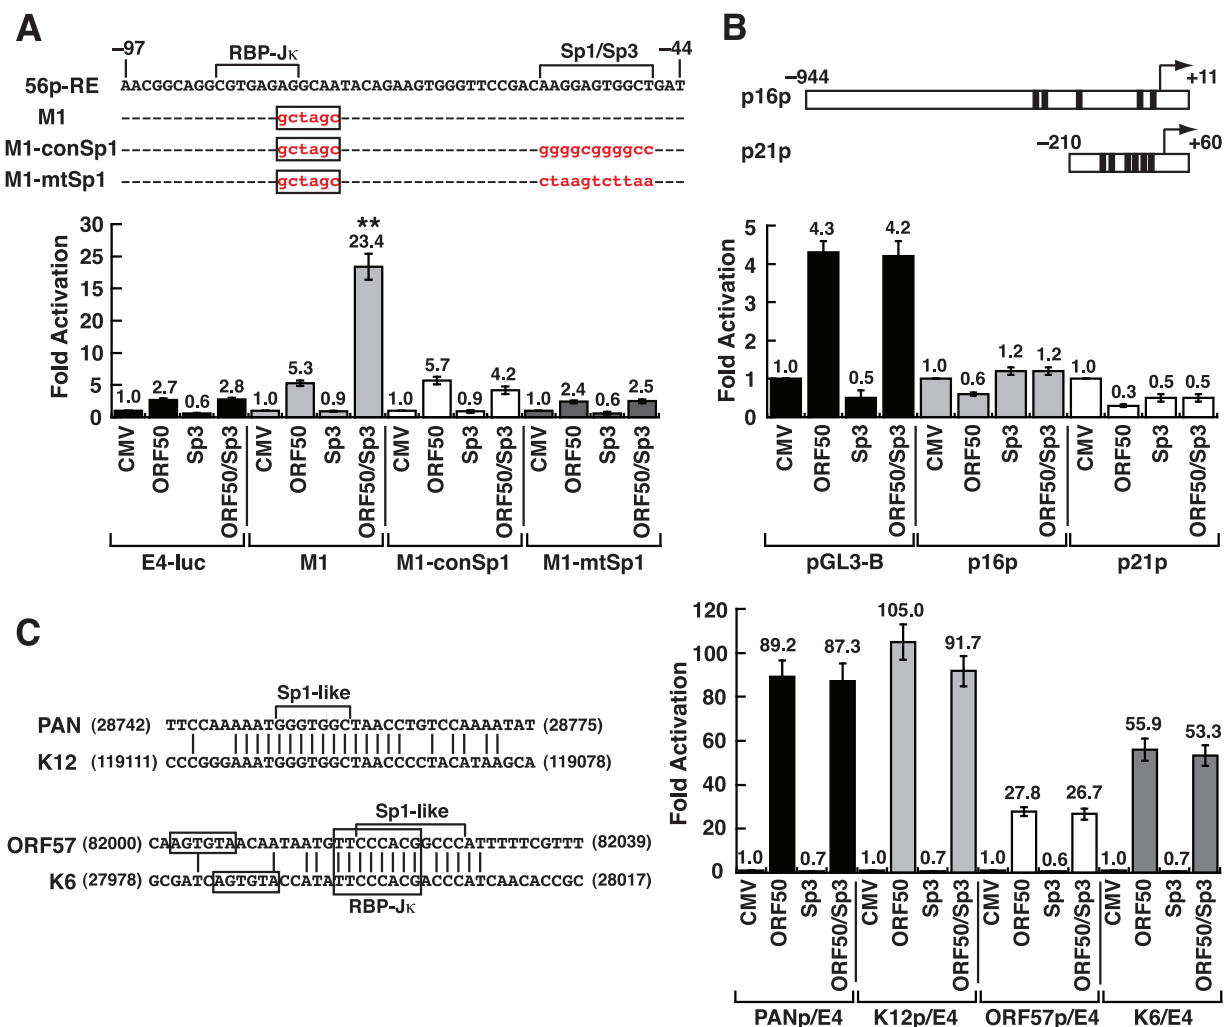 A
−97
RBP-Jκ
Sp1/Sp3
−44
56p-RE
AACGGCAGGCGTGAGAGGCAATACAGAAGTGGGTTCCGACAAGGAGTGGCTGAT
M1
gctagc
M1-conSp1
gctagc
ggggcggggcc
M1-mtSp1
gctagc
ctaagtcttaa
Fold Activation
30
25
15
10
5
0
1.0
2.7
0.6
2.8
1.0
5.3
0.9
**
23.4
1.0
5.7
0.9
4.2
1.0
2.4
0.6
2.5
CMV
ORF50
Sp3
ORF50/Sp3
CMV
ORF50
Sp3
ORF50/Sp3
CMV
ORF50
Sp3
ORF50/Sp3
CMV
ORF50
Sp3
ORF50/Sp3
E4-luc
M1
M1-conSp1
M1-mtSp1
B
−944
+11
p16p
−210
+60
p21p
Fold Activation
5
4
3
2
1
0
1.0
4.3
0.5
4.2
1.0
0.6
1.2
1.2
1.0
0.3
0.5
0.5
CMV
ORF50
Sp3
ORF50/Sp3
CMV
ORF50
Sp3
ORF50/Sp3
CMV
ORF50
Sp3
ORF50/Sp3
pGL3-B
p16p
p21p
C
Sp1-like
PAN (28742) TTCCAAAAATGGGTGGCTAACCTGTCCAAAATAT (28775)
K12 (119111) CCCGGGAAATGGGTGGCTAACCCCTACATAAGCA (119078)
Sp1-like
ORF57 (82000) CAAGTGTAACAATAATGTTCCCACGGCCCATTTTTCGTTT (82039)
K6 (27978) GCGATCAGTGTACCATATTCCCACGACCCATCAACACCGC (28017)
RBP-Jκ
Fold Activation
120
100
80
60
40
20
0
1.0
89.2
0.7
87.3
1.0
105.0
0.7
91.7
1.0
27.8
0.6
26.7
1.0
55.9
0.7
53.3
CMV
ORF50
Sp3
ORF50/Sp3
CMV
ORF50
Sp3
ORF50/Sp3
CMV
ORF50
Sp3
ORF50/Sp3
CMV
ORF50
Sp3
ORF50/Sp3
PANp/E4
K12p/E4
ORF57p/E4
K6/E4